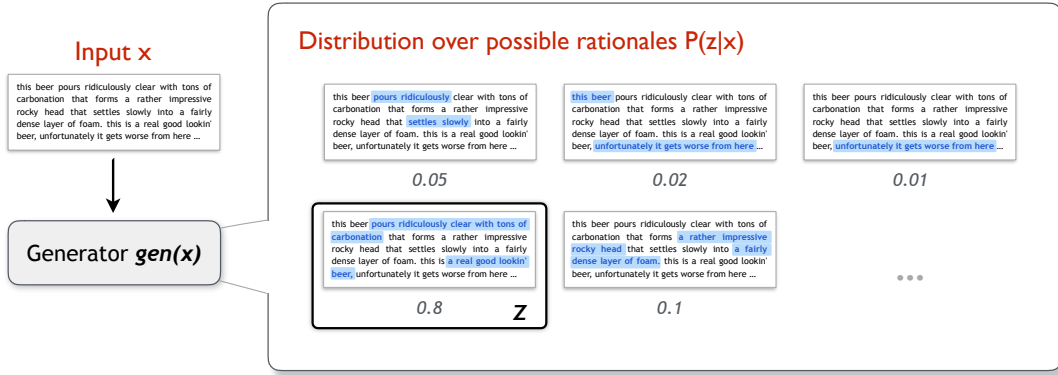 Input x
this beer pours ridiculously clear with tons of
carbonation that forms a rather impressive
rocky head that settles slowly into a fairly
dense layer of foam. this is a real good lookin'
beer, unfortunately it gets worse from here ...
Generator gen(x)
Distribution over possible rationales P(z|x)
this beer pours ridiculously clear with tons of
carbonation that forms a rather impressive
rocky head that settles slowly into a fairly
dense layer of foam. this is a real good lookin'
beer, unfortunately it gets worse from here ...
0.05
this beer pours ridiculously clear with tons of
carbonation that forms a rather impressive
rocky head that settles slowly into a fairly
dense layer of foam. this is a real good lookin'
beer, unfortunately it gets worse from here ...
0.02
this beer pours ridiculously clear with tons of
carbonation that forms a rather impressive
rocky head that settles slowly into a fairly
dense layer of foam. this is a real good lookin'
beer, unfortunately it gets worse from here ...
0.01
this beer pours ridiculously clear with tons of
carbonation that forms a rather impressive
rocky head that settles slowly into a fairly
dense layer of foam. this is a real good lookin'
beer, unfortunately it gets worse from here ...
0.8
z
this beer pours ridiculously clear with tons of
carbonation that forms a rather impressive
rocky head that settles slowly into a fairly
dense layer of foam. this is a real good lookin'
beer, unfortunately it gets worse from here ...
0.1
...